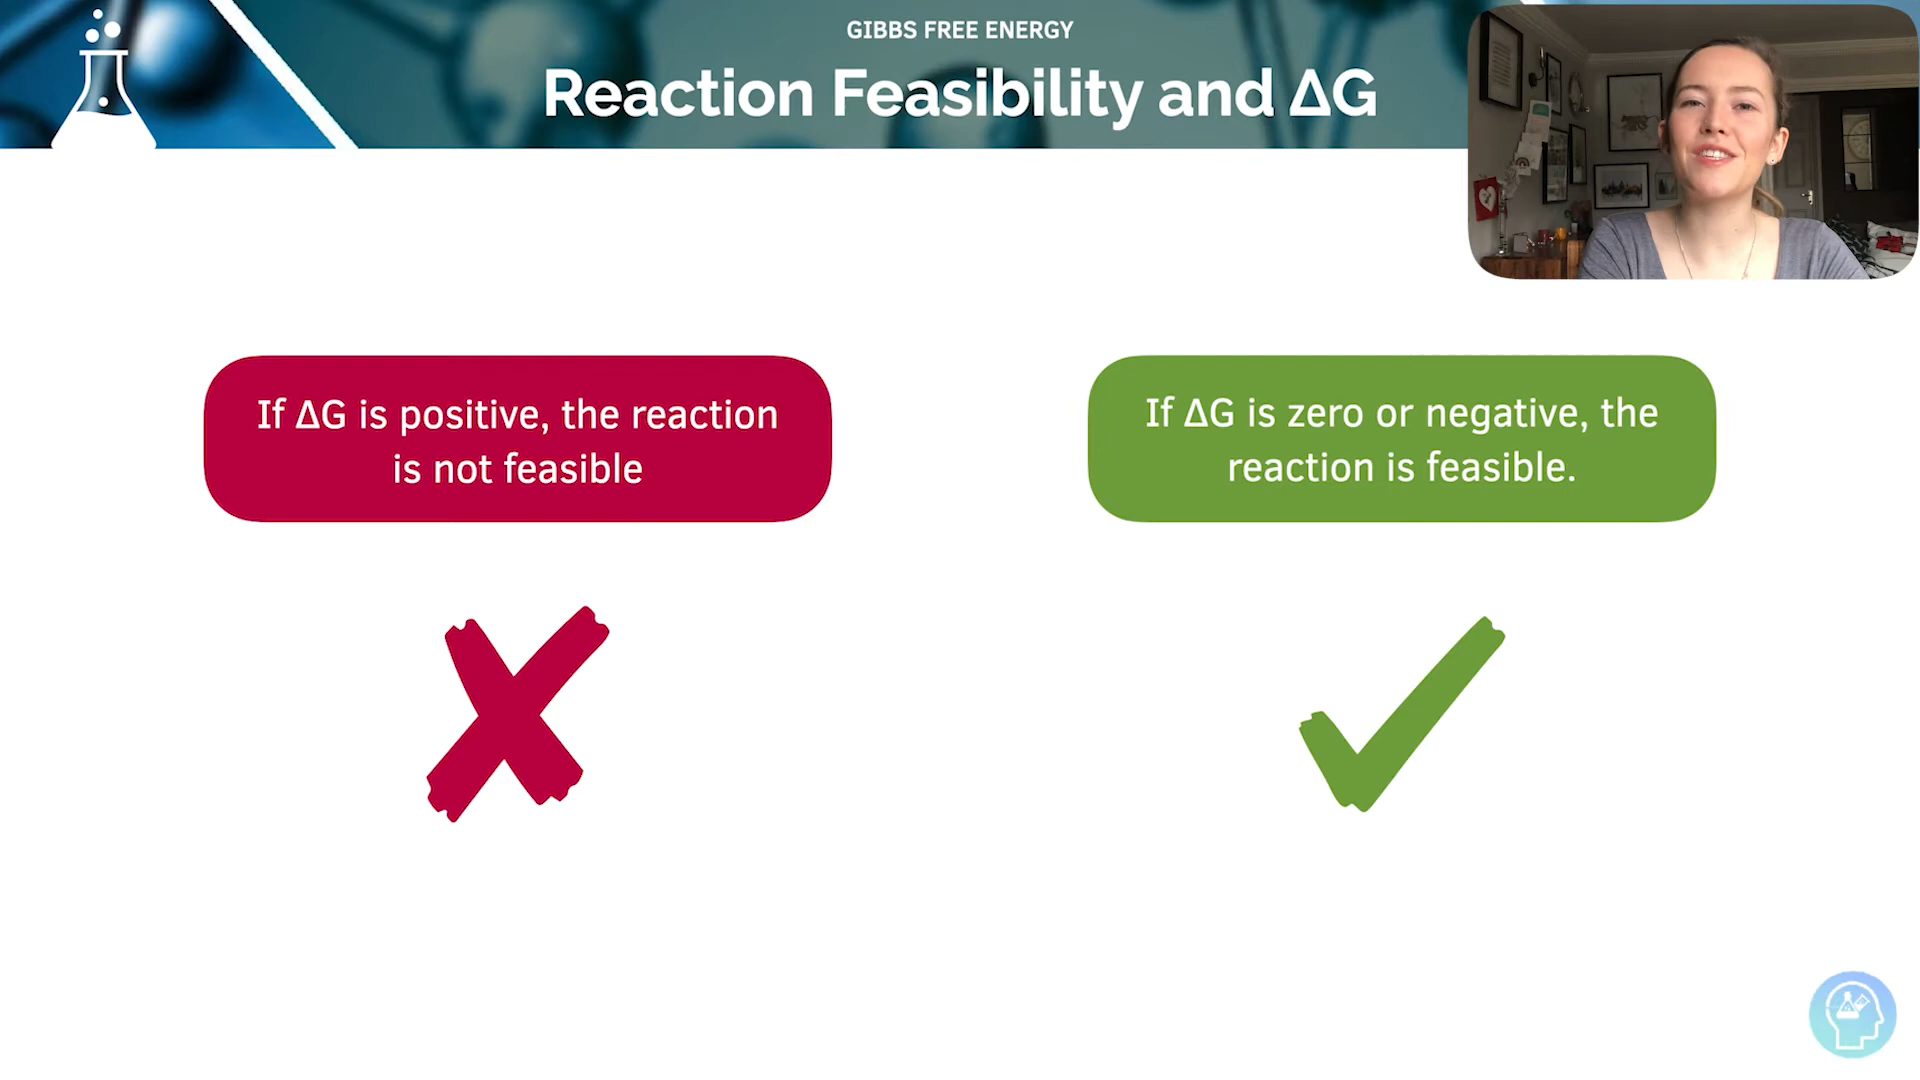 GIBBS FREE ENERGY
Reaction Feasibility and ΔG
If ΔG is positive, the reaction
is not feasible
If ΔG is zero or negative, the
reaction is feasible.